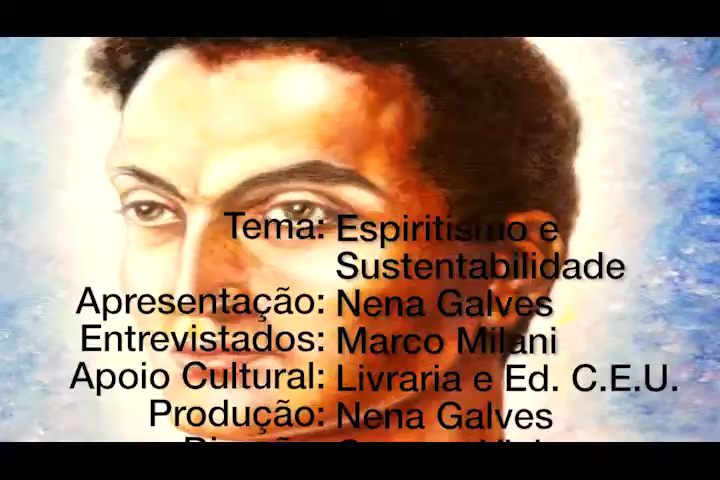 Tema: Espiritismo e
Sustentabilidade
Apresentação: Nena Galves
Entrevistados: Marco Milani
Apoio Cultural: Livraria e Ed. C.E.U.
Produção: Nena Galves